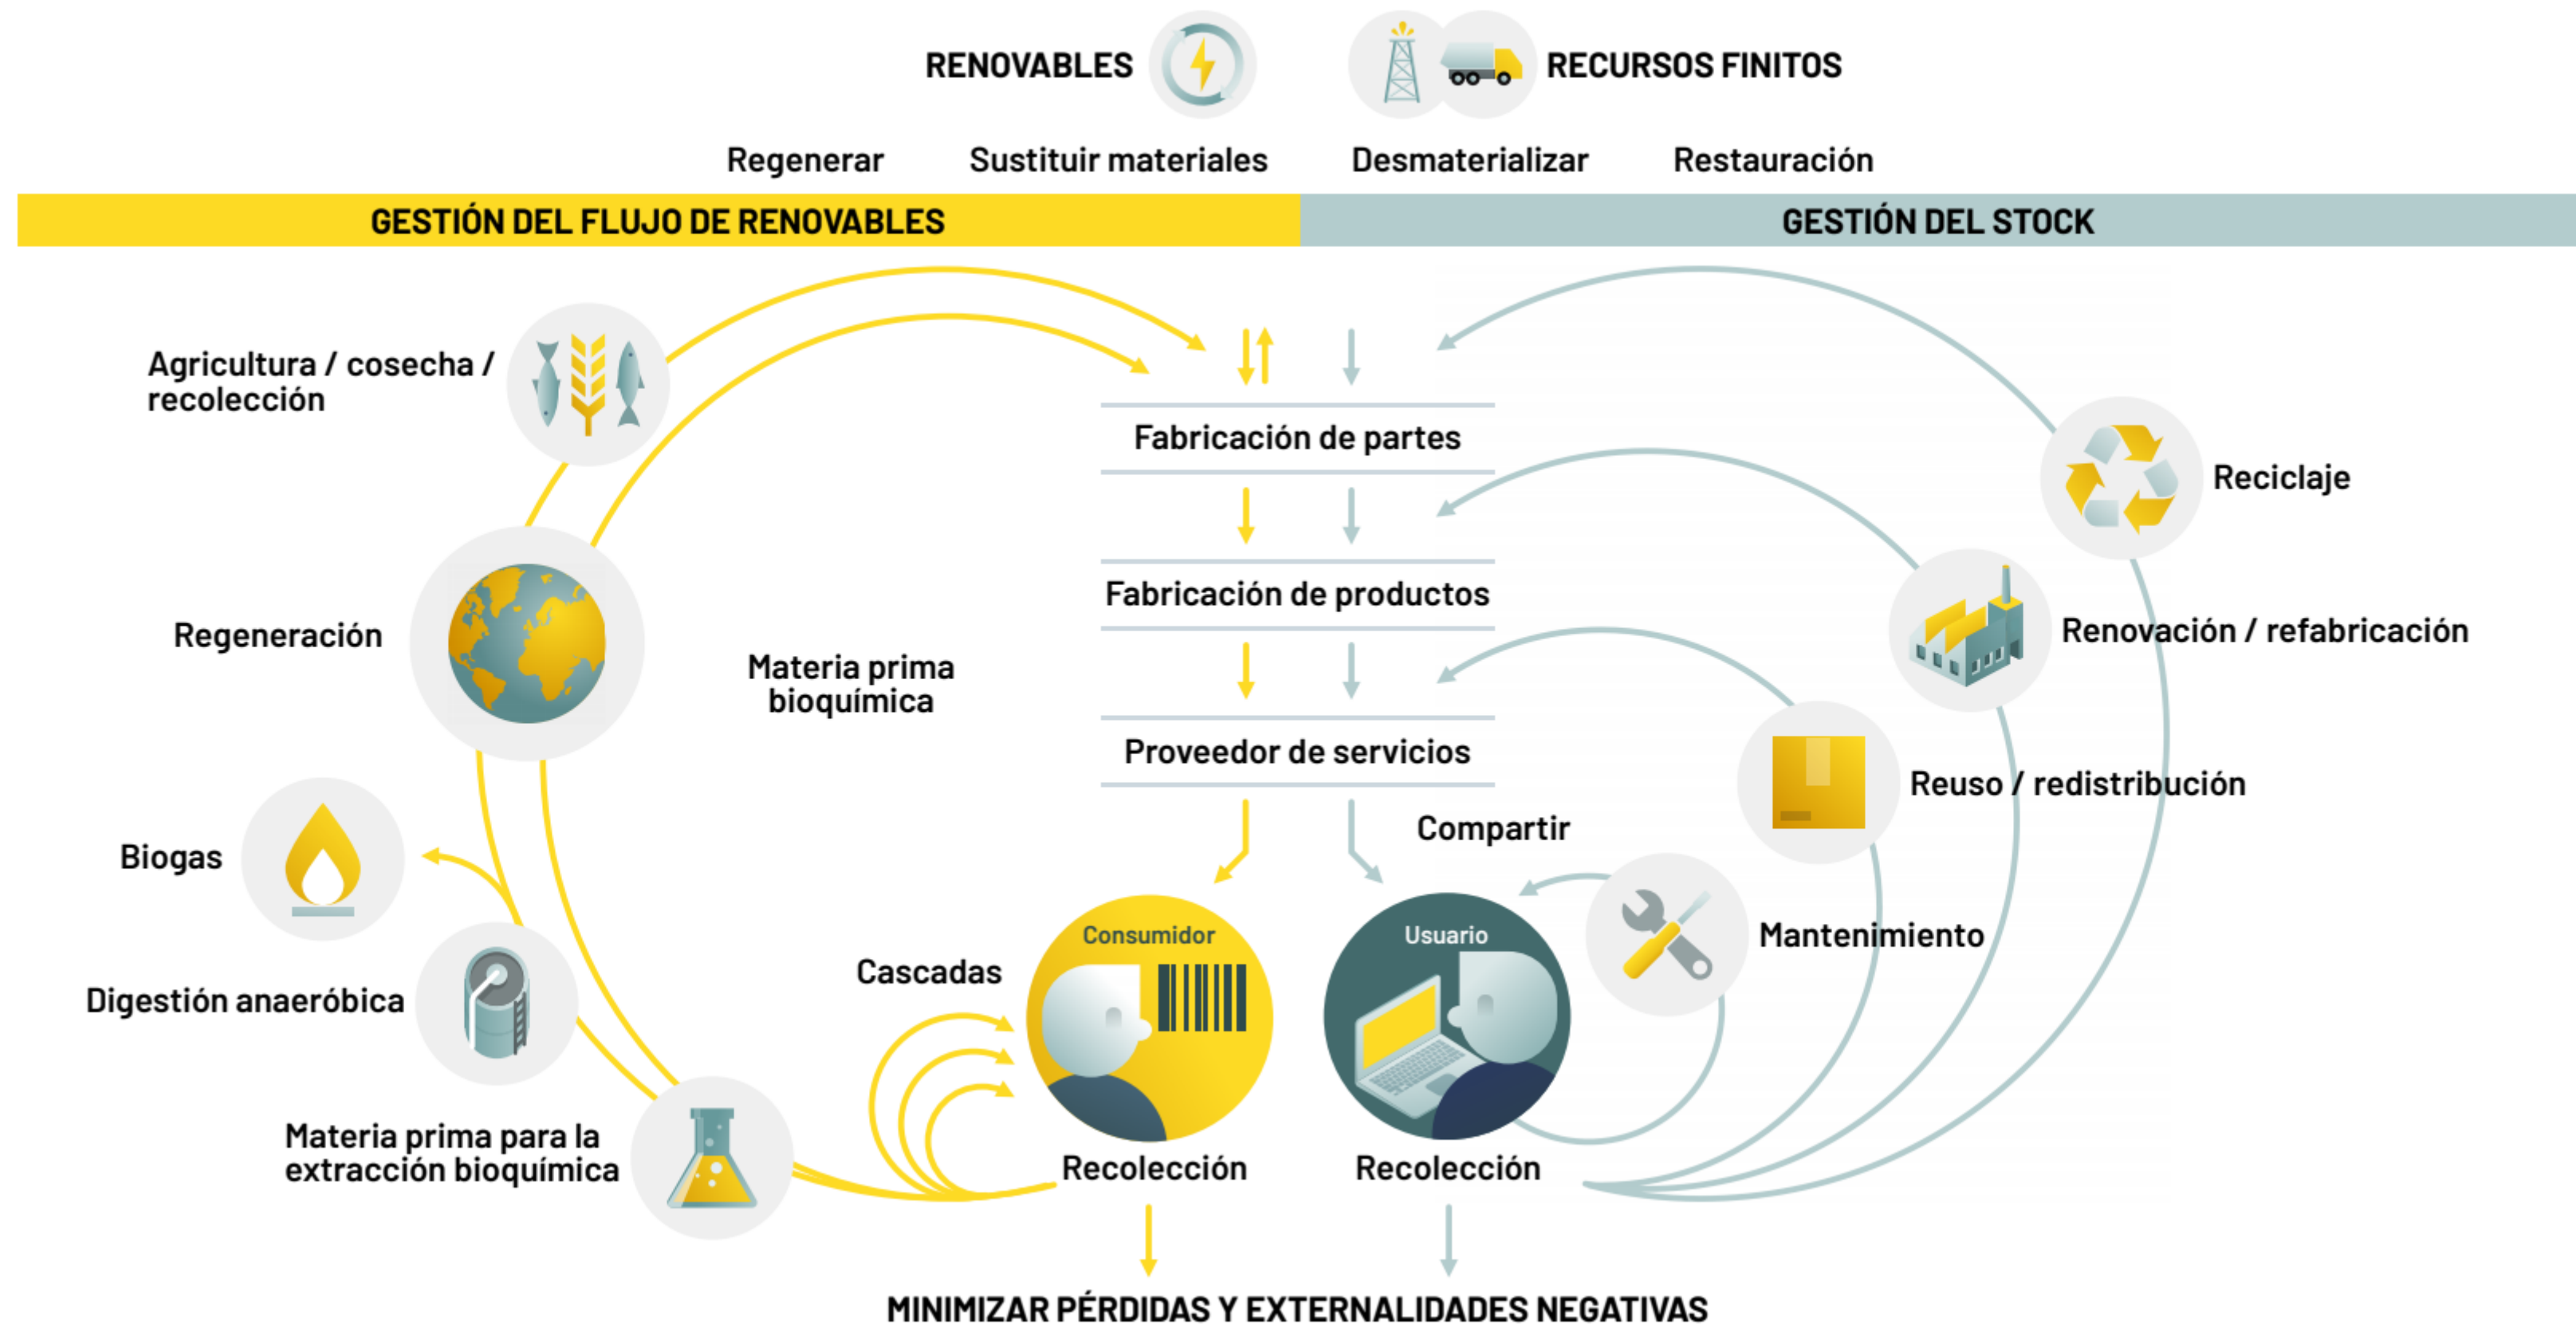 RENOVABLES
RECURSOS FINITOS
Regenerar
Sustituir materiales
Desmaterializar
Restauración
GESTIÓN DEL FLUJO DE RENOVABLES
GESTIÓN DEL STOCK
Agricultura / cosecha /
recolección
Fabricación de partes
Reciclaje
Fabricación de productos
Regeneración
Renovación / refabricación
Materia prima
bioquímica
Proveedor de servicios
Reuso / redistribución
Compartir
Biogas
Consumidor
Usuario
Mantenimiento
Cascadas
Digestión anaeróbica
Materia prima para la
extracción bioquímica
Recolección
Recolección
MINIMIZAR PÉRDIDAS Y EXTERNALIDADES NEGATIVAS